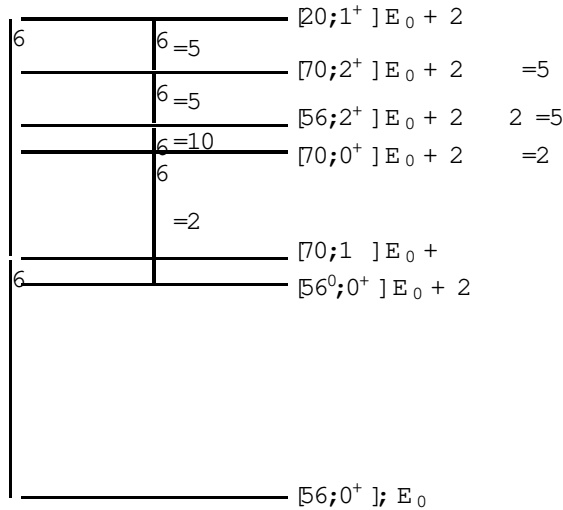 [20;1⁺] E₀ + 2
6
6 =5
[70;2⁺] E₀ + 2 =5
6 =5
[56;2⁺] E₀ + 2 2 =5
6 =10
[70;0⁺] E₀ + 2 =2
6
=2
[70;1 ] E₀ +
6
[56⁰;0⁺] E₀ + 2
[56;0⁺]; E₀